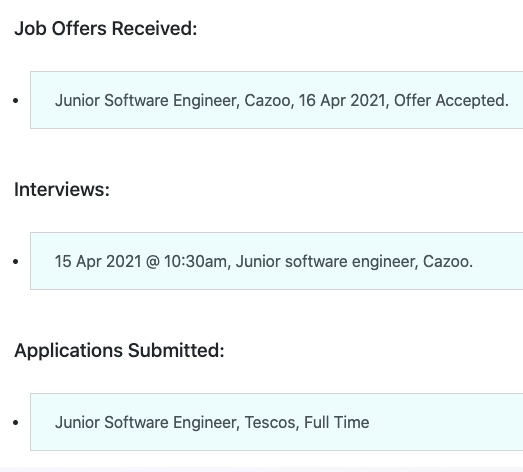 Job Offers Received:
Junior Software Engineer, Cazoo, 16 Apr 2021, Offer Accepted.
Interviews:
15 Apr 2021 @ 10:30am, Junior software engineer, Cazoo.
Applications Submitted:
Junior Software Engineer, Tescos, Full Time